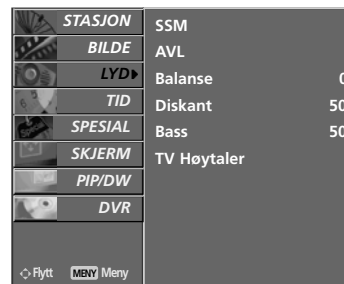 STASJON
BILDE
LYD
TID
SPESIAL
SKJERM
PIP/DW
DVR
Flytt MENY Meny
SSM
AVL
Balanse 0
Diskant 50
Bass 50
TV Høytaler